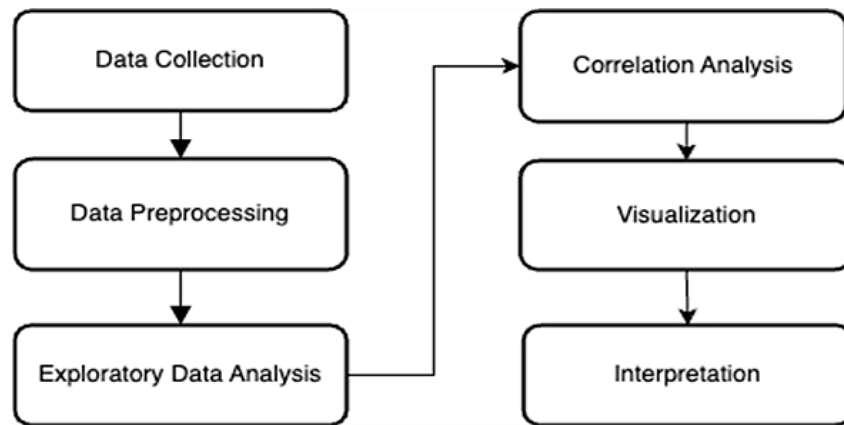 Data Collection
Data Preprocessing
Exploratory Data Analysis
Correlation Analysis
Visualization
Interpretation